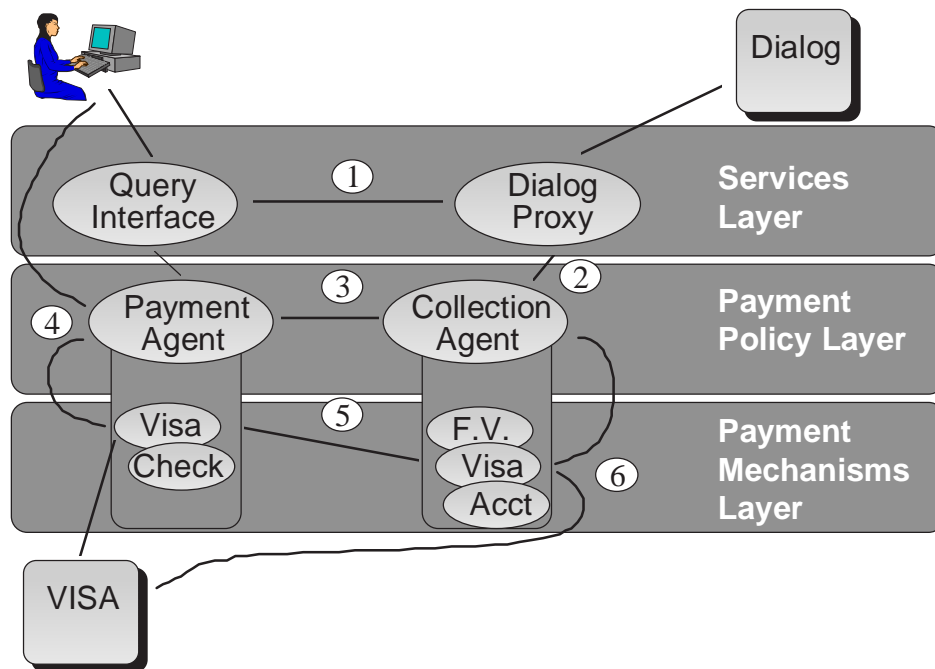 Dialog
Query
Interface
1
Dialog
Proxy
Services
Layer
2
3
4
Payment
Agent
Collection
Agent
Payment
Policy Layer
5
Visa
Check
F.V.
Visa
Acct
6
Payment
Mechanisms
Layer
VISA